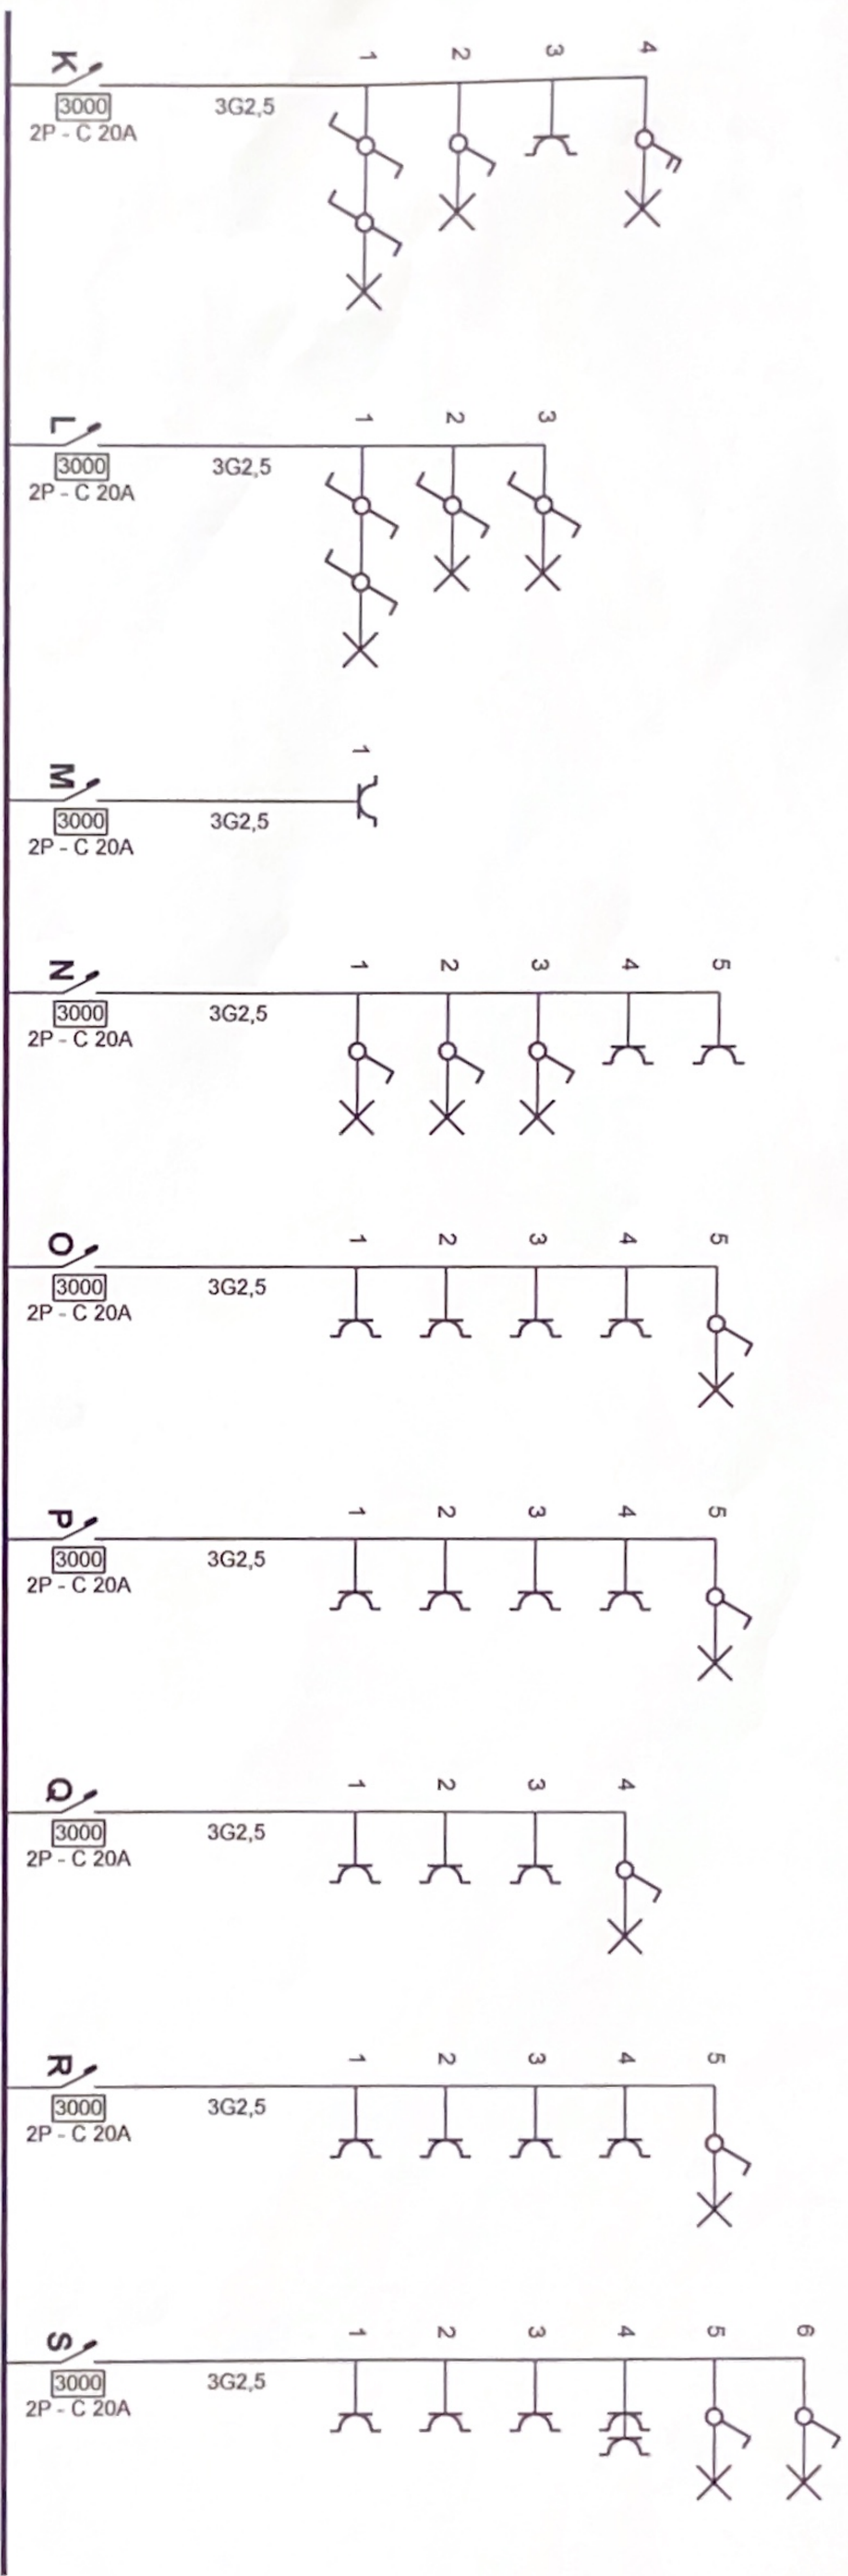 K 1 2 3 4
3000 3G2,5
2P - C 20A
L 1 2 3
3000 3G2,5
2P - C 20A
M 1
3000 3G2,5
2P - C 20A
N 1 2 3 4 5
3000 3G2,5
2P - C 20A
O 1 2 3 4 5
3000 3G2,5
2P - C 20A
P 1 2 3 4 5
3000 3G2,5
2P - C 20A
Q 1 2 3 4
3000 3G2,5
2P - C 20A
R 1 2 3 4 5
3000 3G2,5
2P - C 20A
S 1 2 3 4 5 6
3000 3G2,5
2P - C 20A